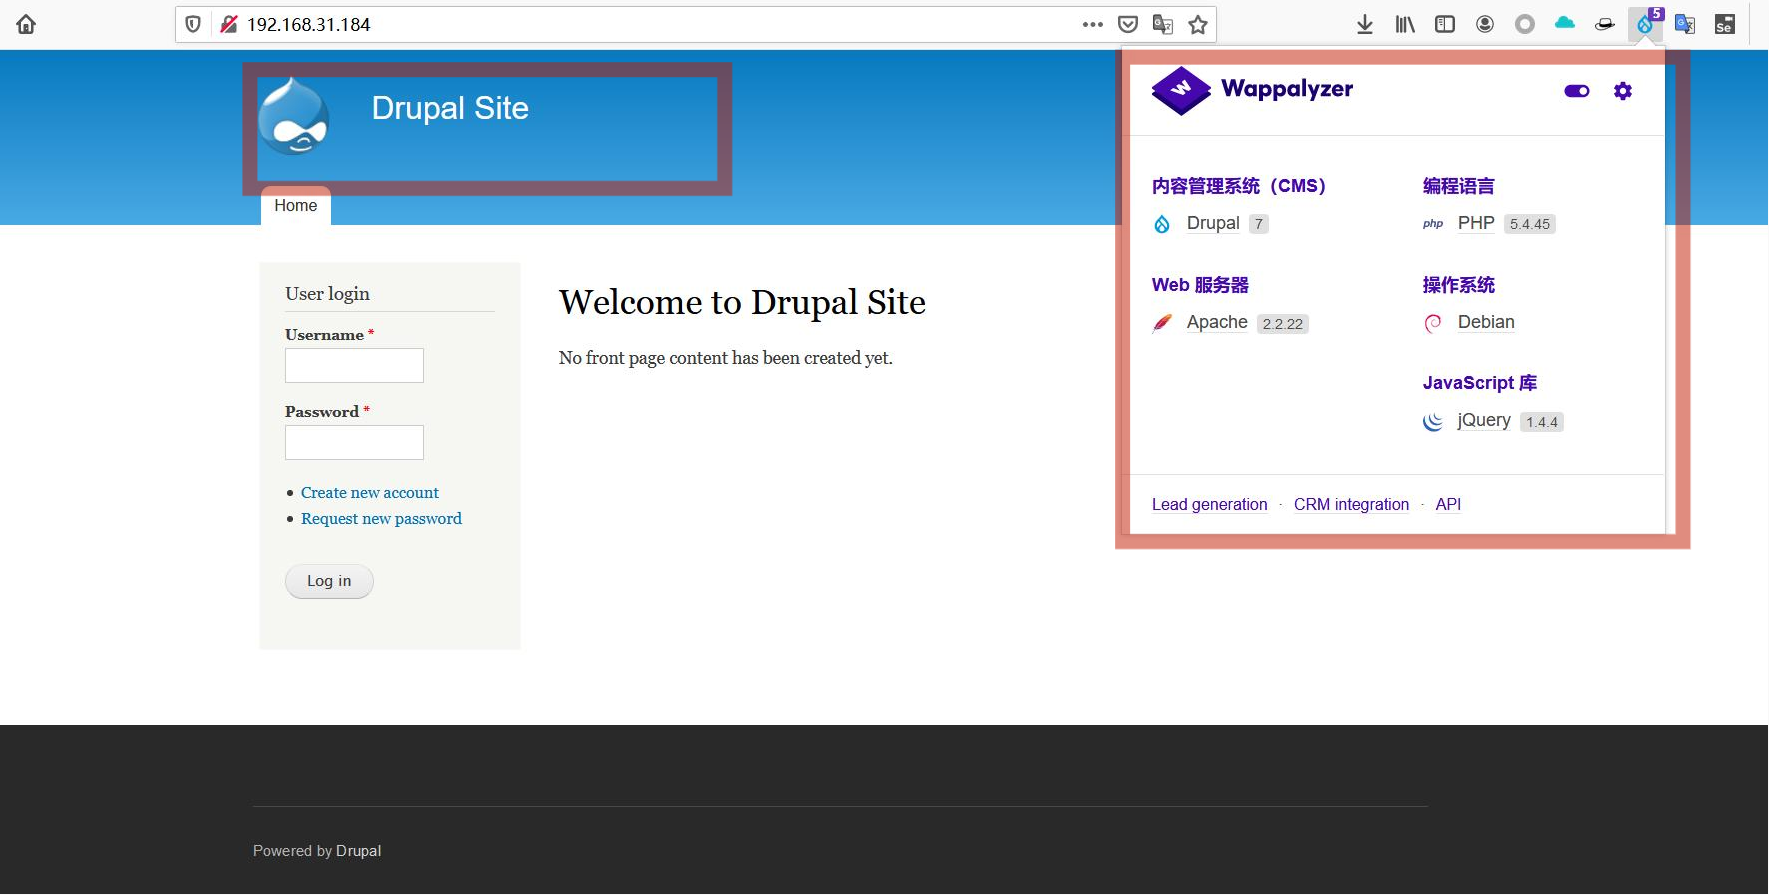 192.168.31.184
5
Se
Drupal Site
Home
User login
Username *
Password *
Create new account
Request new password
Log in
Welcome to Drupal Site
No front page content has been created yet.
Wappalyzer
内容管理系统（CMS）
Drupal 7
Web 服务器
Apache 2.2.22
编程语言
php PHP 5.4.45
操作系统
Debian
JavaScript 库
jQuery 1.4.4
Lead generation · CRM integration · API
Powered by Drupal